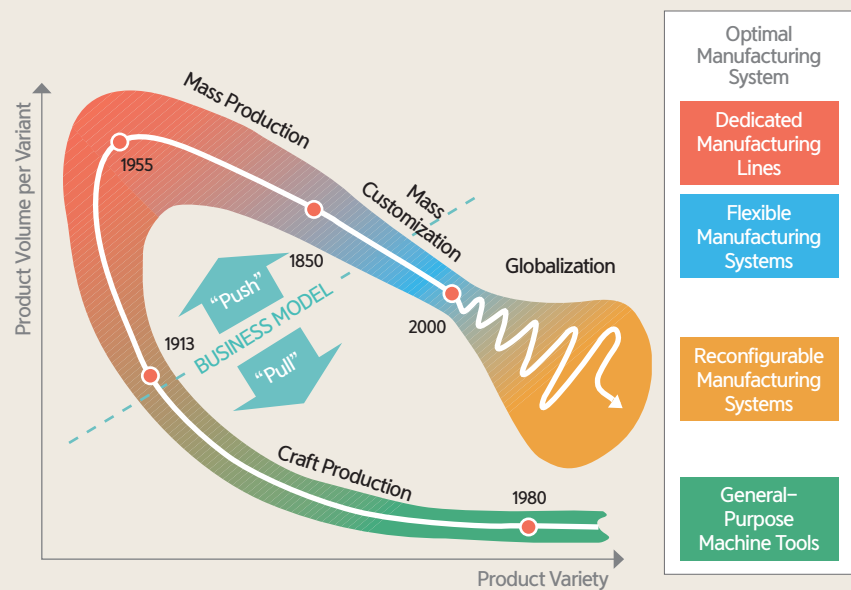 Product Volume per Variant
Mass Production
1955
Mass
Customization
1850
Globalization
"Push"
BUSINESS MODEL
"Pull"
2000
1913
Craft Production
1980
Product Variety
Optimal
Manufacturing
System
Dedicated
Manufacturing
Lines
Flexible
Manufacturing
Systems
Reconfigurable
Manufacturing
Systems
General–
Purpose
Machine Tools